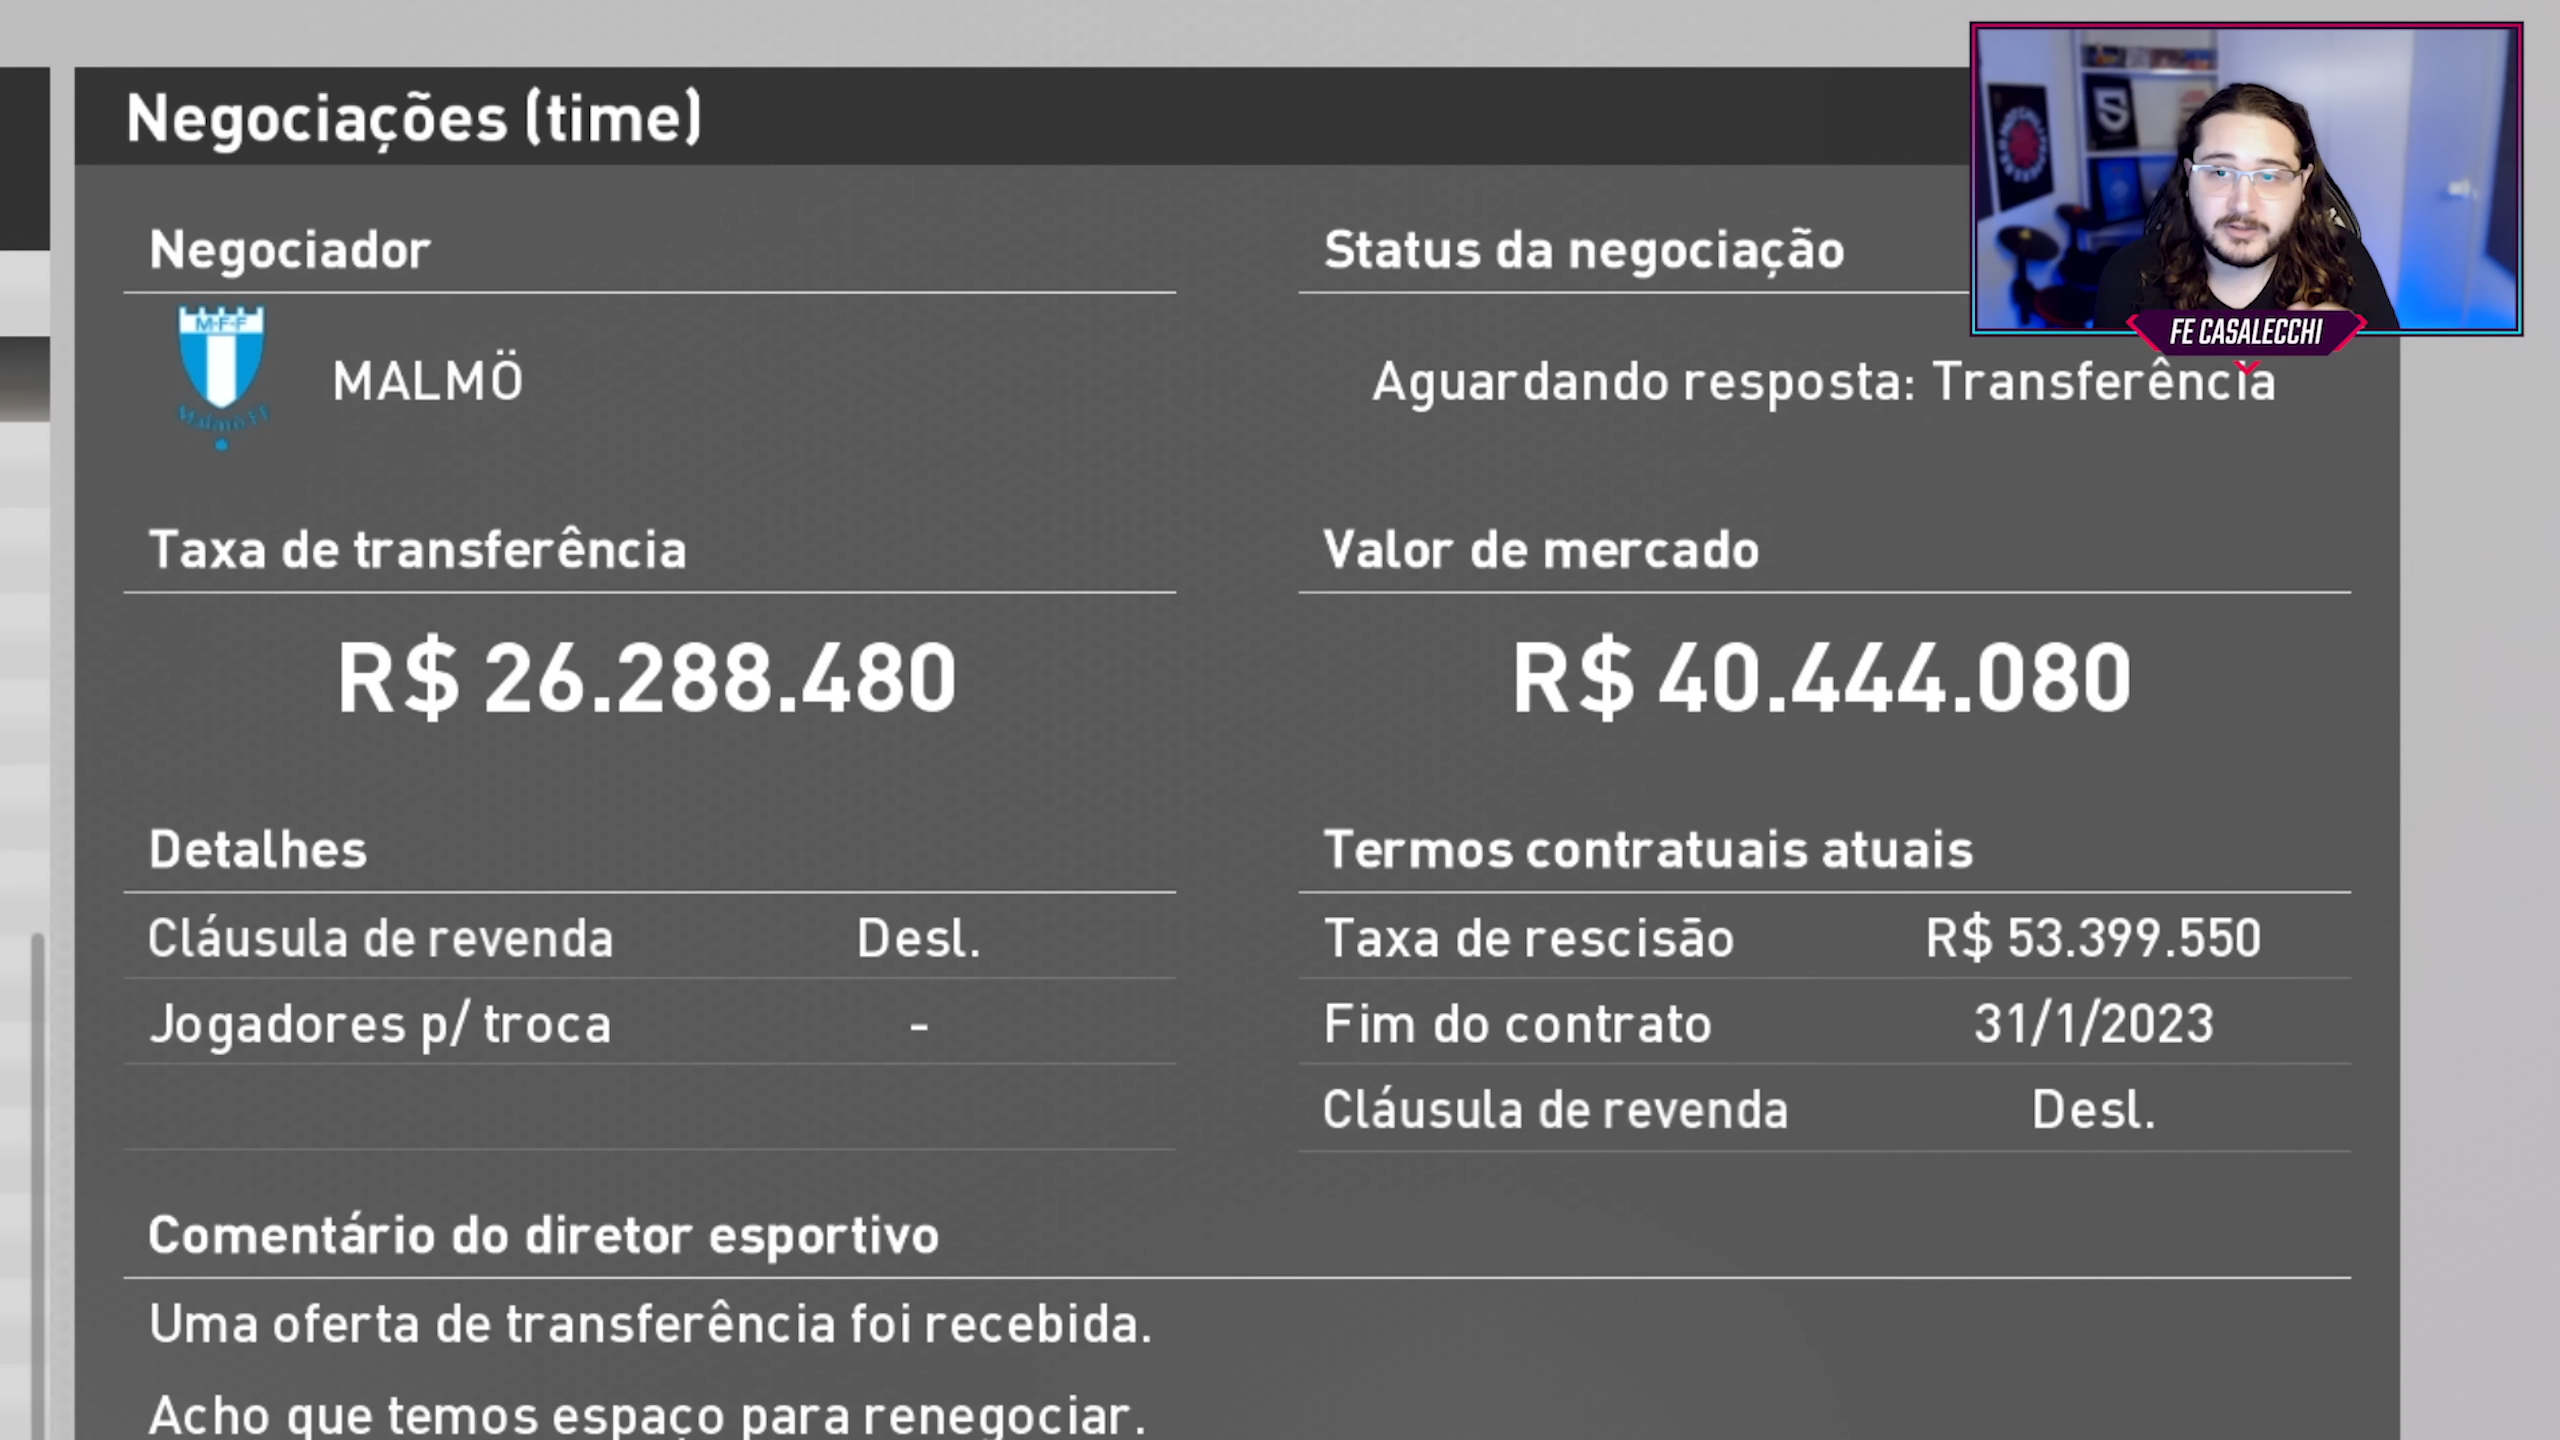 Negociações (time)
Negociador
Status da negociação
FE CASALECCHI
M·F·F
Malmö FF
MALMÖ
Aguardando resposta: Transferência
Taxa de transferência
Valor de mercado
R$ 26.288.480
R$ 40.444.080
Detalhes
Termos contratuais atuais
Cláusula de revenda Desl.
Taxa de rescisão R$ 53.399.550
Jogadores p/ troca -
Fim do contrato 31/1/2023
Cláusula de revenda Desl.
Comentário do diretor esportivo
Uma oferta de transferência foi recebida.
Acho que temos espaço para renegociar.